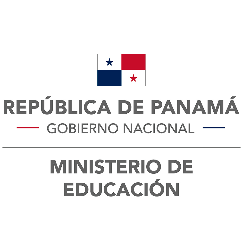 REPÚBLICA DE PANAMÁ
GOBIERNO NACIONAL
MINISTERIO DE
EDUCACIÓN